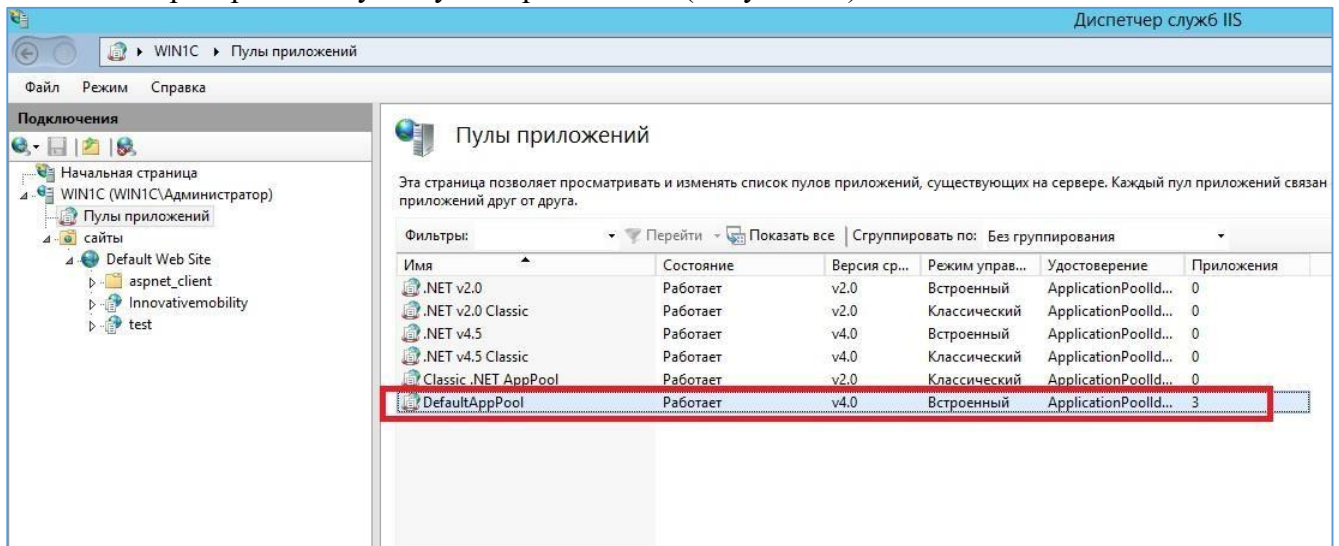 Диспетчер служб IIS
WIN1C Пулы приложений
Файл Режим Справка
Подключения
Начальная страница
WIN1C (WIN1C\Администратор)
Пулы приложений
сайты
Default Web Site
aspnet_client
Innovativemobility
test
Пулы приложений
Эта страница позволяет просматривать и изменять список пулов приложений, существующих на сервере. Каждый пул приложений связан
приложений друг от друга.
Фильтры: Перейти Показать все Сгруппировать по: Без группирования
Имя Состояние Версия ср... Режим управ... Удостоверение Приложения
.NET v2.0 Работает v2.0 Встроенный ApplicationPoolId... 0
.NET v2.0 Classic Работает v2.0 Классический ApplicationPoolId... 0
.NET v4.5 Работает v4.0 Встроенный ApplicationPoolId... 0
.NET v4.5 Classic Работает v4.0 Классический ApplicationPoolId... 0
Classic .NET AppPool Работает v2.0 Классический ApplicationPoolId... 0
DefaultAppPool Работает v4.0 Встроенный ApplicationPoolId... 3